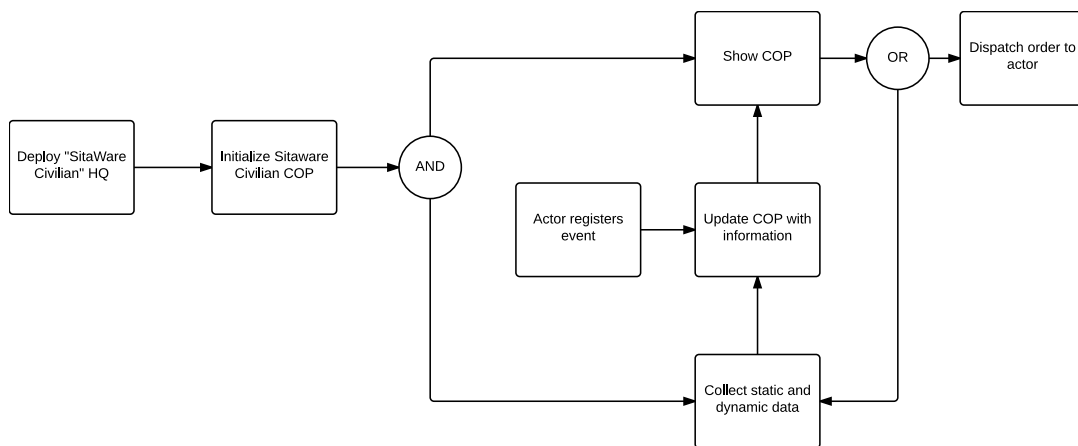 Show COP
OR
Dispatch order to
actor
Deploy "SitaWare
Civilian" HQ
Initialize Sitaware
Civilian COP
AND
Actor registers
event
Update COP with
information
Collect static and
dynamic data